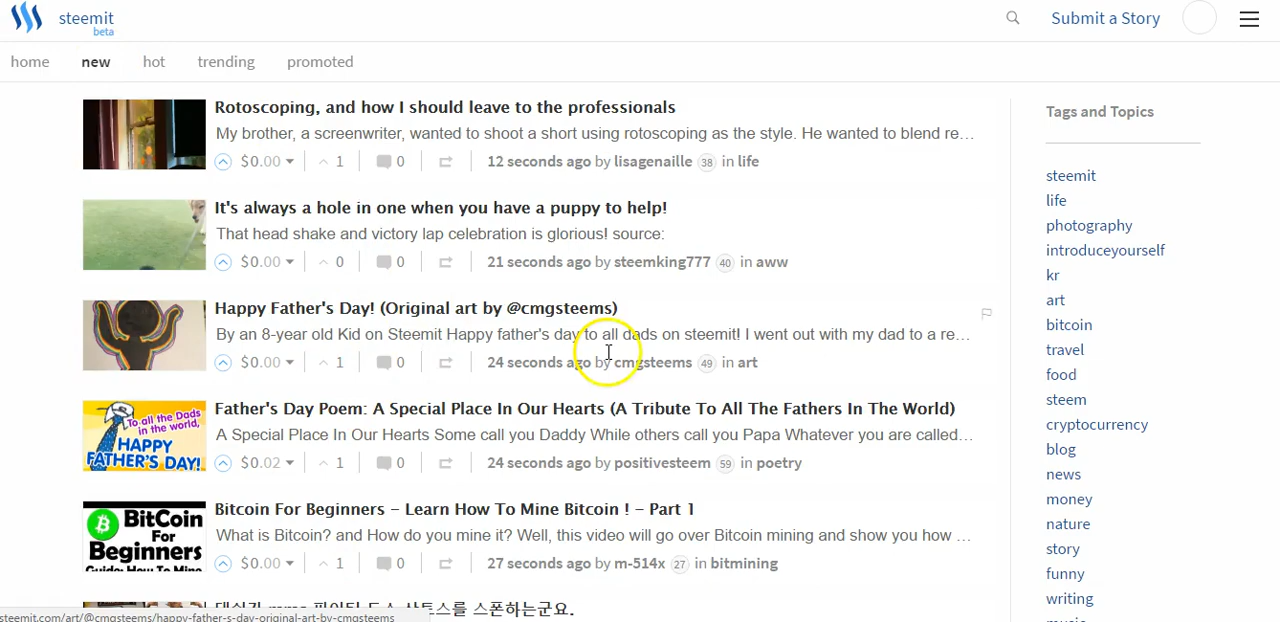 steemit
beta
Submit a Story
home new hot trending promoted
Rotoscoping, and how I should leave to the professionals
My brother, a screenwriter, wanted to shoot a short using rotoscoping as the style. He wanted to blend re…
$0.00 1 0 12 seconds ago by lisagenaille 38 in life
It's always a hole in one when you have a puppy to help!
That head shake and victory lap celebration is glorious! source:
$0.00 0 0 21 seconds ago by steemking777 40 in aww
Happy Father's Day! (Original art by @cmgsteems)
By an 8-year old Kid on Steemit Happy father's day to all dads on steemit! I went out with my dad to a re…
$0.00 1 0 24 seconds ago by cmgsteems 49 in art
To all the Dads
in the world,
HAPPY
FATHER'S DAY!
Father's Day Poem: A Special Place In Our Hearts (A Tribute To All The Fathers In The World)
A Special Place In Our Hearts Some call you Daddy While others call you Papa Whatever you are called…
$0.02 1 0 24 seconds ago by positivesteem 59 in poetry
BitCoin
For
Beginners
Guide: How To Mine
Bitcoin For Beginners – Learn How To Mine Bitcoin ! – Part 1
What is Bitcoin? and How do you mine it? Well, this video will go over Bitcoin mining and show you how …
$0.00 1 0 27 seconds ago by m-514x 27 in bitmining
스폰하는군요.
steemit.com/art/@cmgsteems/happy-father-s-day-original-art-by-cmgsteems
Tags and Topics
steemit
life
photography
introduceyourself
kr
art
bitcoin
travel
food
steem
cryptocurrency
blog
news
money
nature
story
funny
writing
music